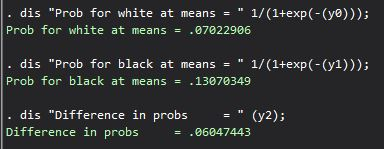 . dis "Prob for white at means = " 1/(1+exp(-(y0)));
Prob for white at means = .07022906
. dis "Prob for black at means = " 1/(1+exp(-(y1)));
Prob for black at means = .13070349
. dis "Difference in probs     = " (y2);
Difference in probs     = .06047443